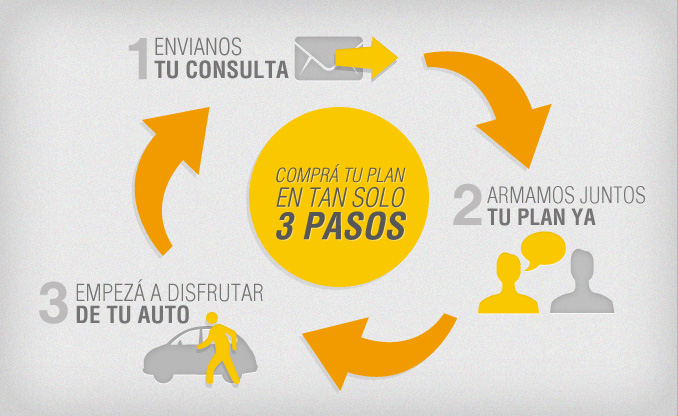 1 ENVIANOS
TU CONSULTA
COMPRÁ TU PLAN
EN TAN SOLO
3 PASOS
2 ARMAMOS JUNTOS
TU PLAN YA
3 EMPEZÁ A DISFRUTAR
DE TU AUTO